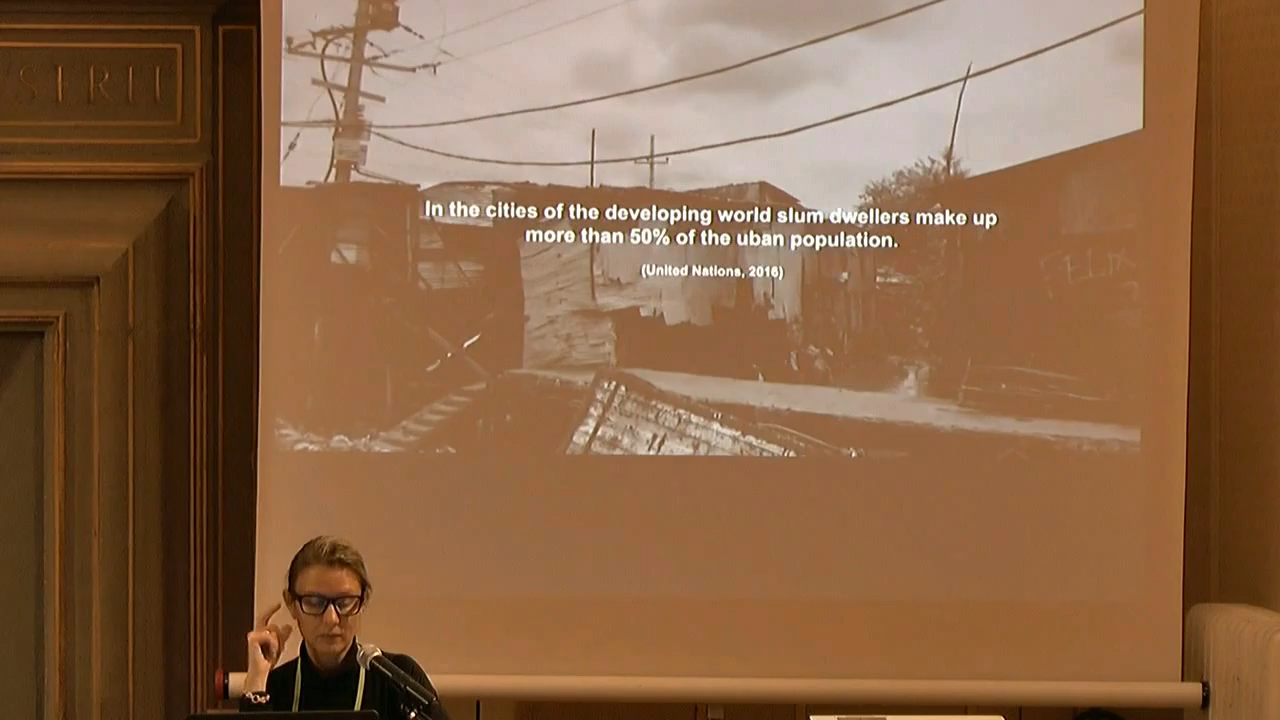 STRIT
In the cities of the developing world slum dwellers make up
more than 50% of the uban population.
(United Nations, 2016)